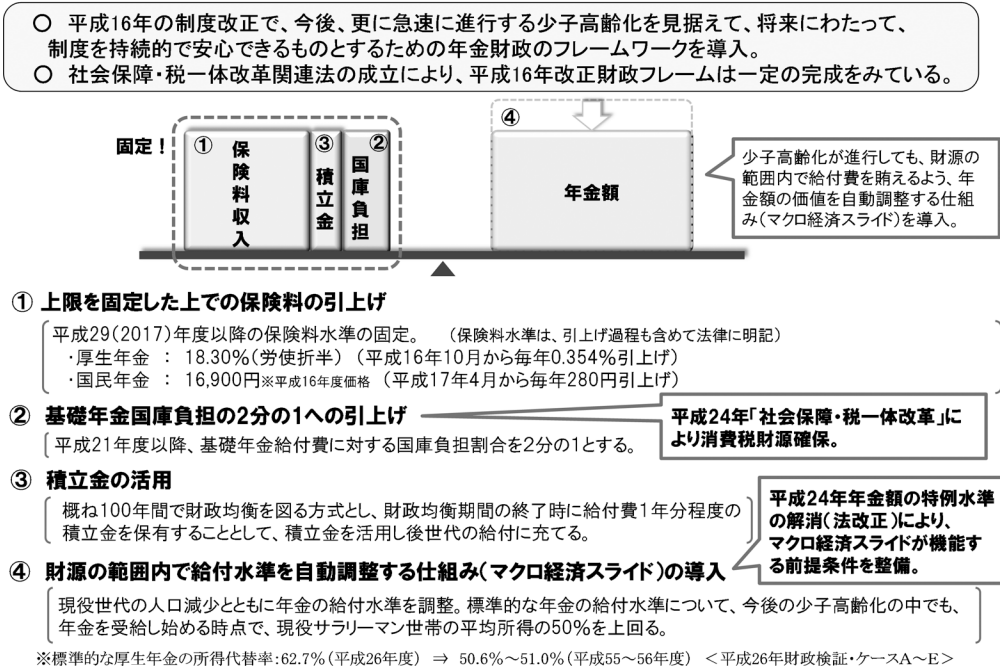 ○ 平成16年の制度改正で、今後、更に急速に進行する少子高齢化を見据えて、将来にわたって、
制度を持続的で安心できるものとするための年金財政のフレームワークを導入。
○ 社会保障・税一体改革関連法の成立により、平成16年改正財政フレームは一定の完成をみている。
固定！
①
保険料収入
③
積立金
②
国庫負担
④
年金額
少子高齢化が進行しても、財源の
範囲内で給付費を賄えるよう、年
金額の価値を自動調整する仕組
み（マクロ経済スライド）を導入。
① 上限を固定した上での保険料の引上げ
平成29（2017）年度以降の保険料水準の固定。 （保険料水準は、引上げ過程も含めて法律に明記）
・厚生年金 ： 18.30％（労使折半） （平成16年10月から毎年0.354％引上げ）
・国民年金 ： 16,900円※平成16年度価格 （平成17年4月から毎年280円引上げ）
② 基礎年金国庫負担の2分の1への引上げ
平成21年度以降、基礎年金給付費に対する国庫負担割合を2分の1とする。
平成24年「社会保障・税一体改革」に
より消費税財源確保。
③ 積立金の活用
概ね100年間で財政均衡を図る方式とし、財政均衡期間の終了時に給付費1年分程度の
積立金を保有することとして、積立金を活用し後世代の給付に充てる。
平成24年年金額の特例水準
の解消（法改正）により、
マクロ経済スライドが機能す
る前提条件を整備。
④ 財源の範囲内で給付水準を自動調整する仕組み（マクロ経済スライド）の導入
現役世代の人口減少とともに年金の給付水準を調整。標準的な年金の給付水準について、今後の少子高齢化の中でも、
年金を受給し始める時点で、現役サラリーマン世帯の平均所得の50％を上回る。
※標準的な厚生年金の所得代替率：62.7％（平成26年度） ⇒ 50.6％～51.0％（平成55～56年度） ＜平成26年財政検証・ケースA～E＞